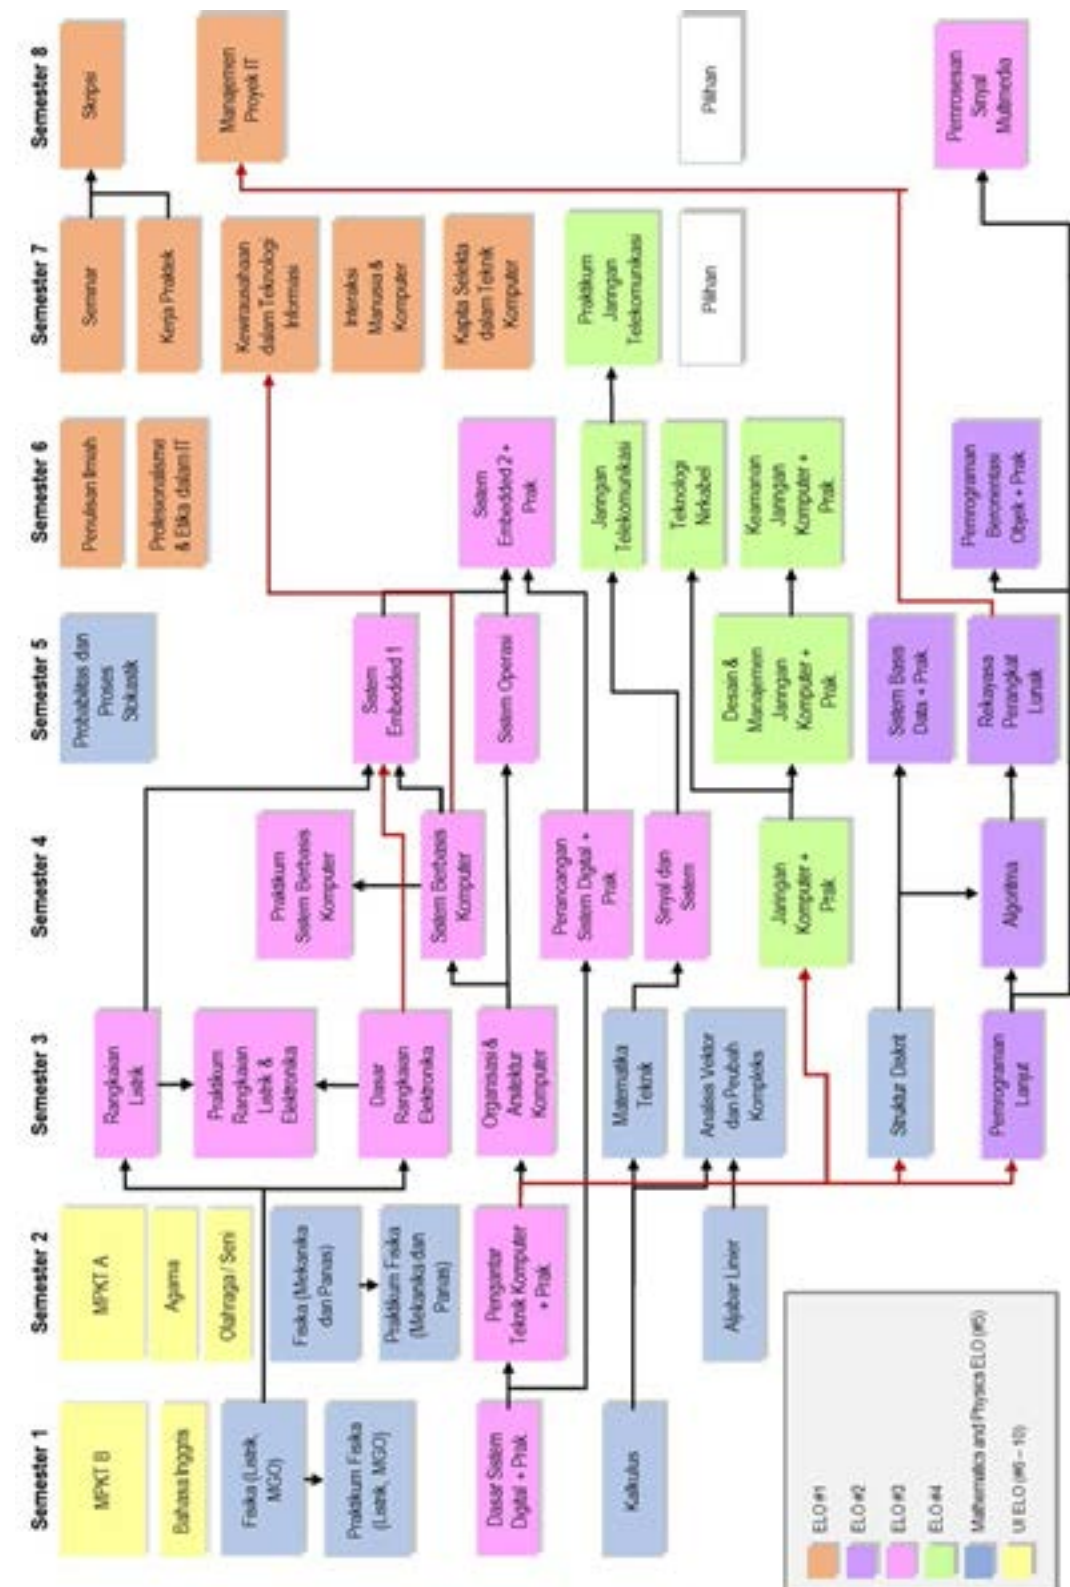 Semester 1
MPKT B
Bahasa Inggris
Fisika (Listrik,
MGO)
Praktikum Fisika
(Listrik, MGO)
Dasar Sistem
Digital + Prak
Kalkulus
Semester 2
MPKT A
Agama
Olahraga / Seni
Fisika (Mekanika
dan Panas)
Praktikum Fisika
(Mekanika dan
Panas)
Pengantar
Teknik Komputer
+ Prak
Aljabar Linier
Semester 3
Rangkaian
Listrik
Praktikum
Rangkaian
Listrik &
Elektronika
Dasar
Rangkaian
Elektronika
Organisasi &
Arsitektur
Komputer
Matematika
Teknik
Analisis Vektor
dan Peubah
Kompleks
Struktur Diskrit
Pemrograman
Lanjut
Semester 4
Praktikum
Sistem Berbasis
Komputer
Sistem Berbasis
Komputer
Perancangan
Sistem Digital +
Prak
Sinyal dan
Sistem
Jaringan
Komputer +
Prak
Algoritma
Semester 5
Probabilitas dan
Proses
Stokastik
Sistem
Embedded 1
Sistem Operasi
Desain &
Manajemen
Jaringan
Komputer +
Prak
Sistem Basis
Data + Prak
Rekayasa
Perangkat
Lunak
Semester 6
Penulisan Ilmiah
Profesionalisme
& Etika dalam IT
Sistem
Embedded 2 +
Prak
Jaringan
Telekomunikasi
Teknologi
Nirkabel
Keamanan
Jaringan
Komputer +
Prak
Pemrograman
Berorientasi
Objek + Prak
Semester 7
Seminar
Kerja Praktek
Kewirausahaan
dalam Teknologi
Informasi
Interaksi
Manusia &
Komputer
Kapita Selekta
dalam Teknik
Komputer
Praktikum
Jaringan
Telekomunikasi
Pilihan
Semester 8
Skripsi
Manajemen
Proyek IT
Pilihan
Pemrosesan
Sinyal
Multimedia
ELO #1
ELO #2
ELO #3
ELO #4
Mathematics and Physics ELO (#5)
UI ELO (#6 – 10)